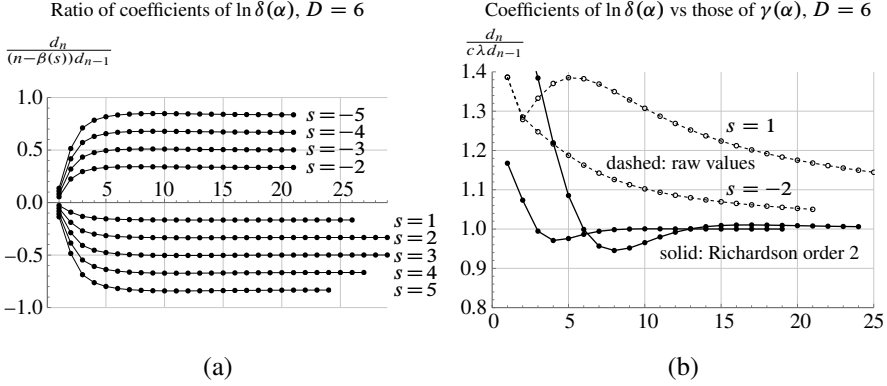 Ratio of coefficients of ln δ(α), D = 6
d_n / ((n−β(s))d_{n−1})
1.0
0.5
0.0
−0.5
−1.0
5 10 15 20 25
s = −5
s = −4
s = −3
s = −2
s = 1
s = 2
s = 3
s = 4
s = 5
(a)
Coefficients of ln δ(α) vs those of γ(α), D = 6
d_n / (cλd_{n−1})
1.4
1.3
1.2
1.1
1.0
0.9
0.8
s = 1
dashed: raw values
s = −2
solid: Richardson order 2
0 5 10 15 20 25
(b)